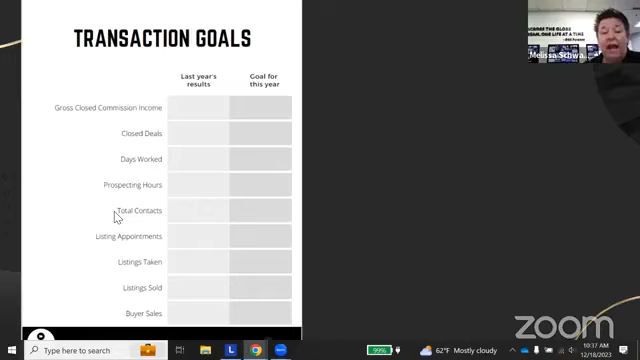 TRANSACTION GOALS
Last year's results
Goal for this year
Gross Closed Commission Income
Closed Deals
Days Worked
Prospecting Hours
Total Contacts
Listing Appointments
Listings Taken
Listings Sold
Buyer Sales
Melissa Schwa...
zoom
Type here to search
99%
62°F Mostly cloudy
10:37 AM
12/18/2023